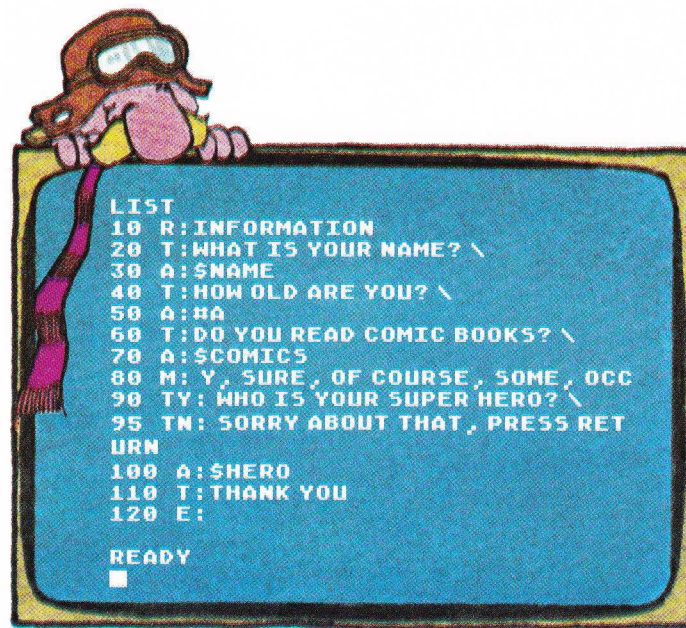 LIST
10 R:INFORMATION
20 T:WHAT IS YOUR NAME? \
30 A:$NAME
40 T:HOW OLD ARE YOU? \
50 A:#A
60 T:DO YOU READ COMIC BOOKS? \
70 A:$COMICS
80 M: Y, SURE, OF COURSE, SOME, OCC
90 TY: WHO IS YOUR SUPER HERO? \
95 TN: SORRY ABOUT THAT, PRESS RET
URN
100 A:$HERO
110 T:THANK YOU
120 E:
READY